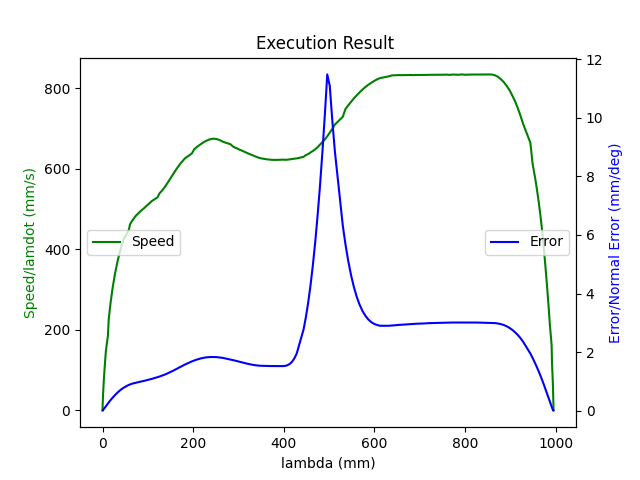 Execution Result
Speed/lamdot (mm/s)
800
600
400
200
0
Speed
Error
12
10
8
6
4
2
0
Error/Normal Error (mm/deg)
0 200 400 600 800 1000
lambda (mm)